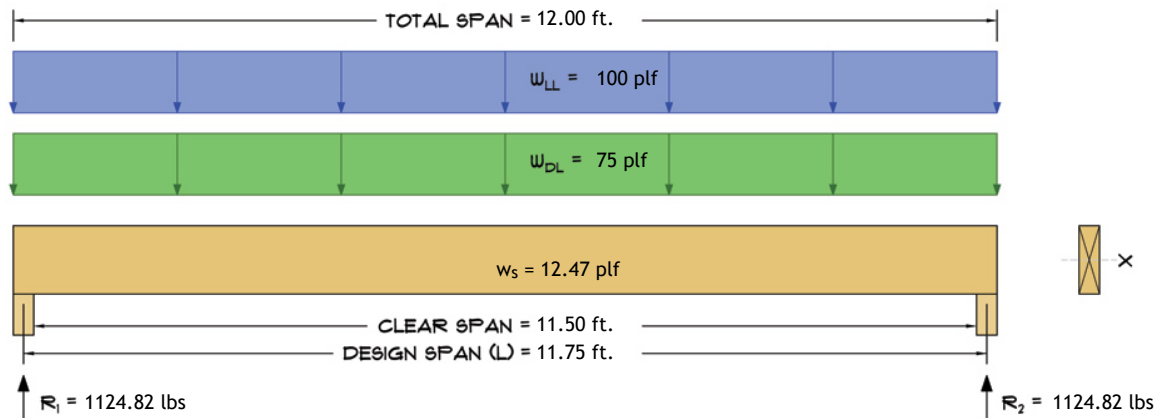 TOTAL SPAN = 12.00 ft.
WLL = 100 plf
WDL = 75 plf
ws = 12.47 plf
X
CLEAR SPAN = 11.50 ft.
DESIGN SPAN (L) = 11.75 ft.
R1 = 1124.82 lbs
R2 = 1124.82 lbs